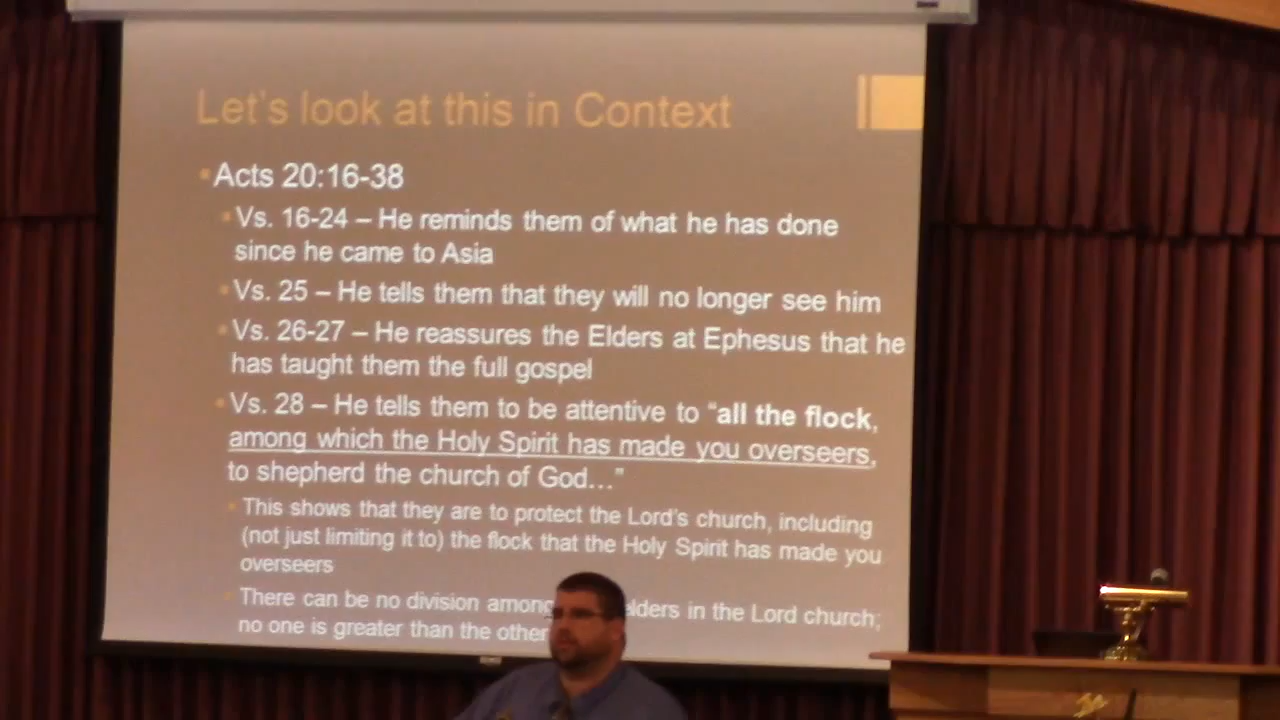 Let's look at this in Context
Acts 20:16-38
Vs. 16-24 – He reminds them of what he has done
since he came to Asia
Vs. 25 – He tells them that they will no longer see him
Vs. 26-27 – He reassures the Elders at Ephesus that he
has taught them the full gospel
Vs. 28 – He tells them to be attentive to "all the flock,
among which the Holy Spirit has made you overseers,
to shepherd the church of God…"
This shows that they are to protect the Lord's church, including
(not just limiting it to) the flock that the Holy Spirit has made you
overseers
There can be no division among in the Lord church;
no one is greater than the other